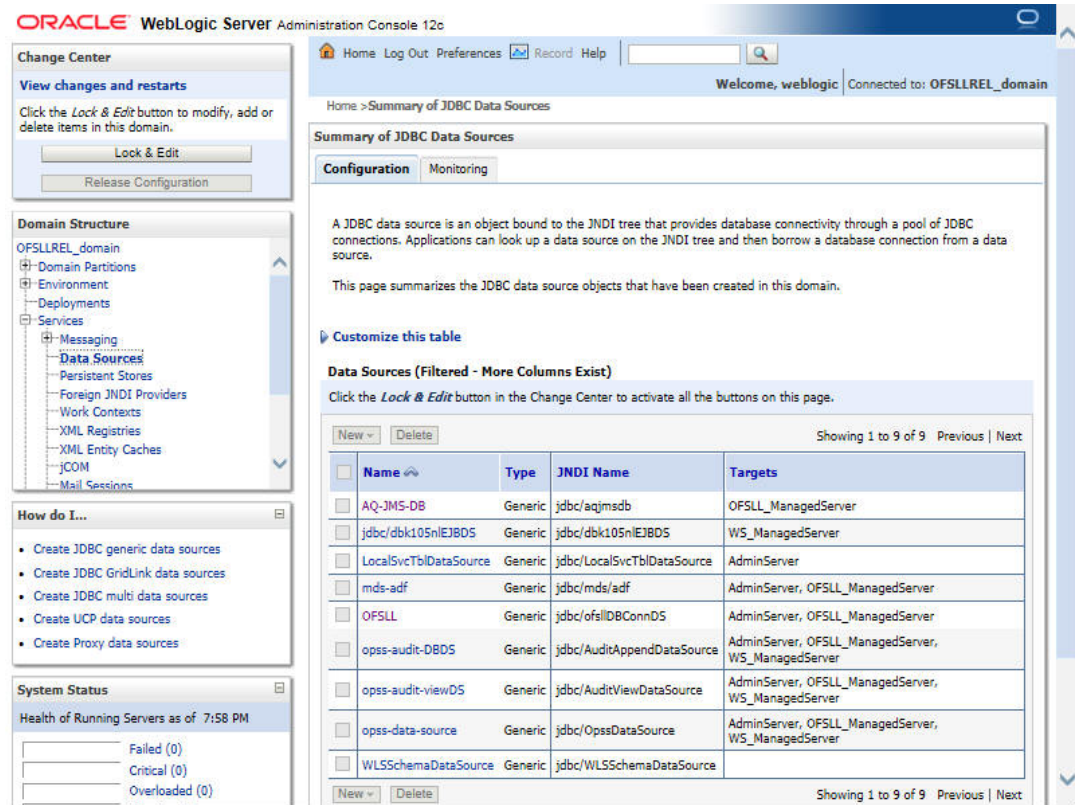 ORACLE WebLogic Server Administration Console 12c
Change Center
View changes and restarts
Click the Lock & Edit button to modify, add or
delete items in this domain.
Lock & Edit
Release Configuration
Domain Structure
OFSLLREL_domain
Domain Partitions
Environment
Deployments
Services
Messaging
Data Sources
Persistent Stores
Foreign JNDI Providers
Work Contexts
XML Registries
XML Entity Caches
jCOM
Mail Sessions
How do I...
Create JDBC generic data sources
Create JDBC GridLink data sources
Create JDBC multi data sources
Create UCP data sources
Create Proxy data sources
System Status
Health of Running Servers as of 7:58 PM
Failed (0)
Critical (0)
Overloaded (0)
Home Log Out Preferences Record Help
Welcome, weblogic Connected to: OFSLLREL_domain
Home >Summary of JDBC Data Sources
Summary of JDBC Data Sources
Configuration Monitoring
A JDBC data source is an object bound to the JNDI tree that provides database connectivity through a pool of JDBC
connections. Applications can look up a data source on the JNDI tree and then borrow a database connection from a data
source.
This page summarizes the JDBC data source objects that have been created in this domain.
Customize this table
Data Sources (Filtered - More Columns Exist)
Click the Lock & Edit button in the Change Center to activate all the buttons on this page.
New Delete Showing 1 to 9 of 9 Previous | Next
Name Type JNDI Name Targets
AQ-JMS-DB Generic jdbc/aqjmsdb OFSLL_ManagedServer
jdbc/dbk105nlEJBDS Generic jdbc/dbk105nlEJBDS WS_ManagedServer
LocalSvcTblDataSource Generic jdbc/LocalSvcTblDataSource AdminServer
mds-adf Generic jdbc/mds/adf AdminServer, OFSLL_ManagedServer
OFSLL Generic jdbc/ofsllDBConnDS AdminServer, OFSLL_ManagedServer
opss-audit-DBDS Generic jdbc/AuditAppendDataSource AdminServer, OFSLL_ManagedServer,
WS_ManagedServer
opss-audit-viewDS Generic jdbc/AuditViewDataSource AdminServer, OFSLL_ManagedServer,
WS_ManagedServer
opss-data-source Generic jdbc/OpssDataSource AdminServer, OFSLL_ManagedServer,
WS_ManagedServer
WLSSchemaDataSource Generic jdbc/WLSSchemaDataSource
New Delete Showing 1 to 9 of 9 Previous | Next